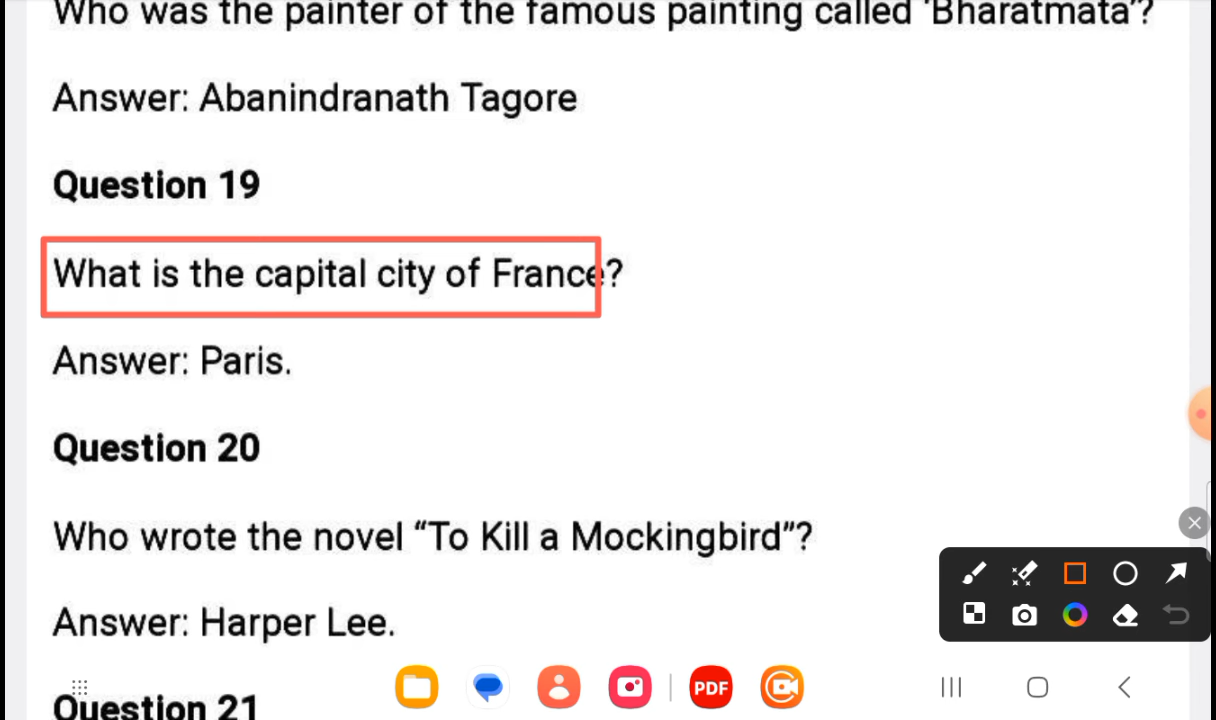 Who was the painter of the famous painting called 'Bharatmata'?
Answer: Abanindranath Tagore
Question 19
What is the capital city of France?
Answer: Paris.
Question 20
Who wrote the novel “To Kill a Mockingbird”?
Answer: Harper Lee.
Question 21
PDF